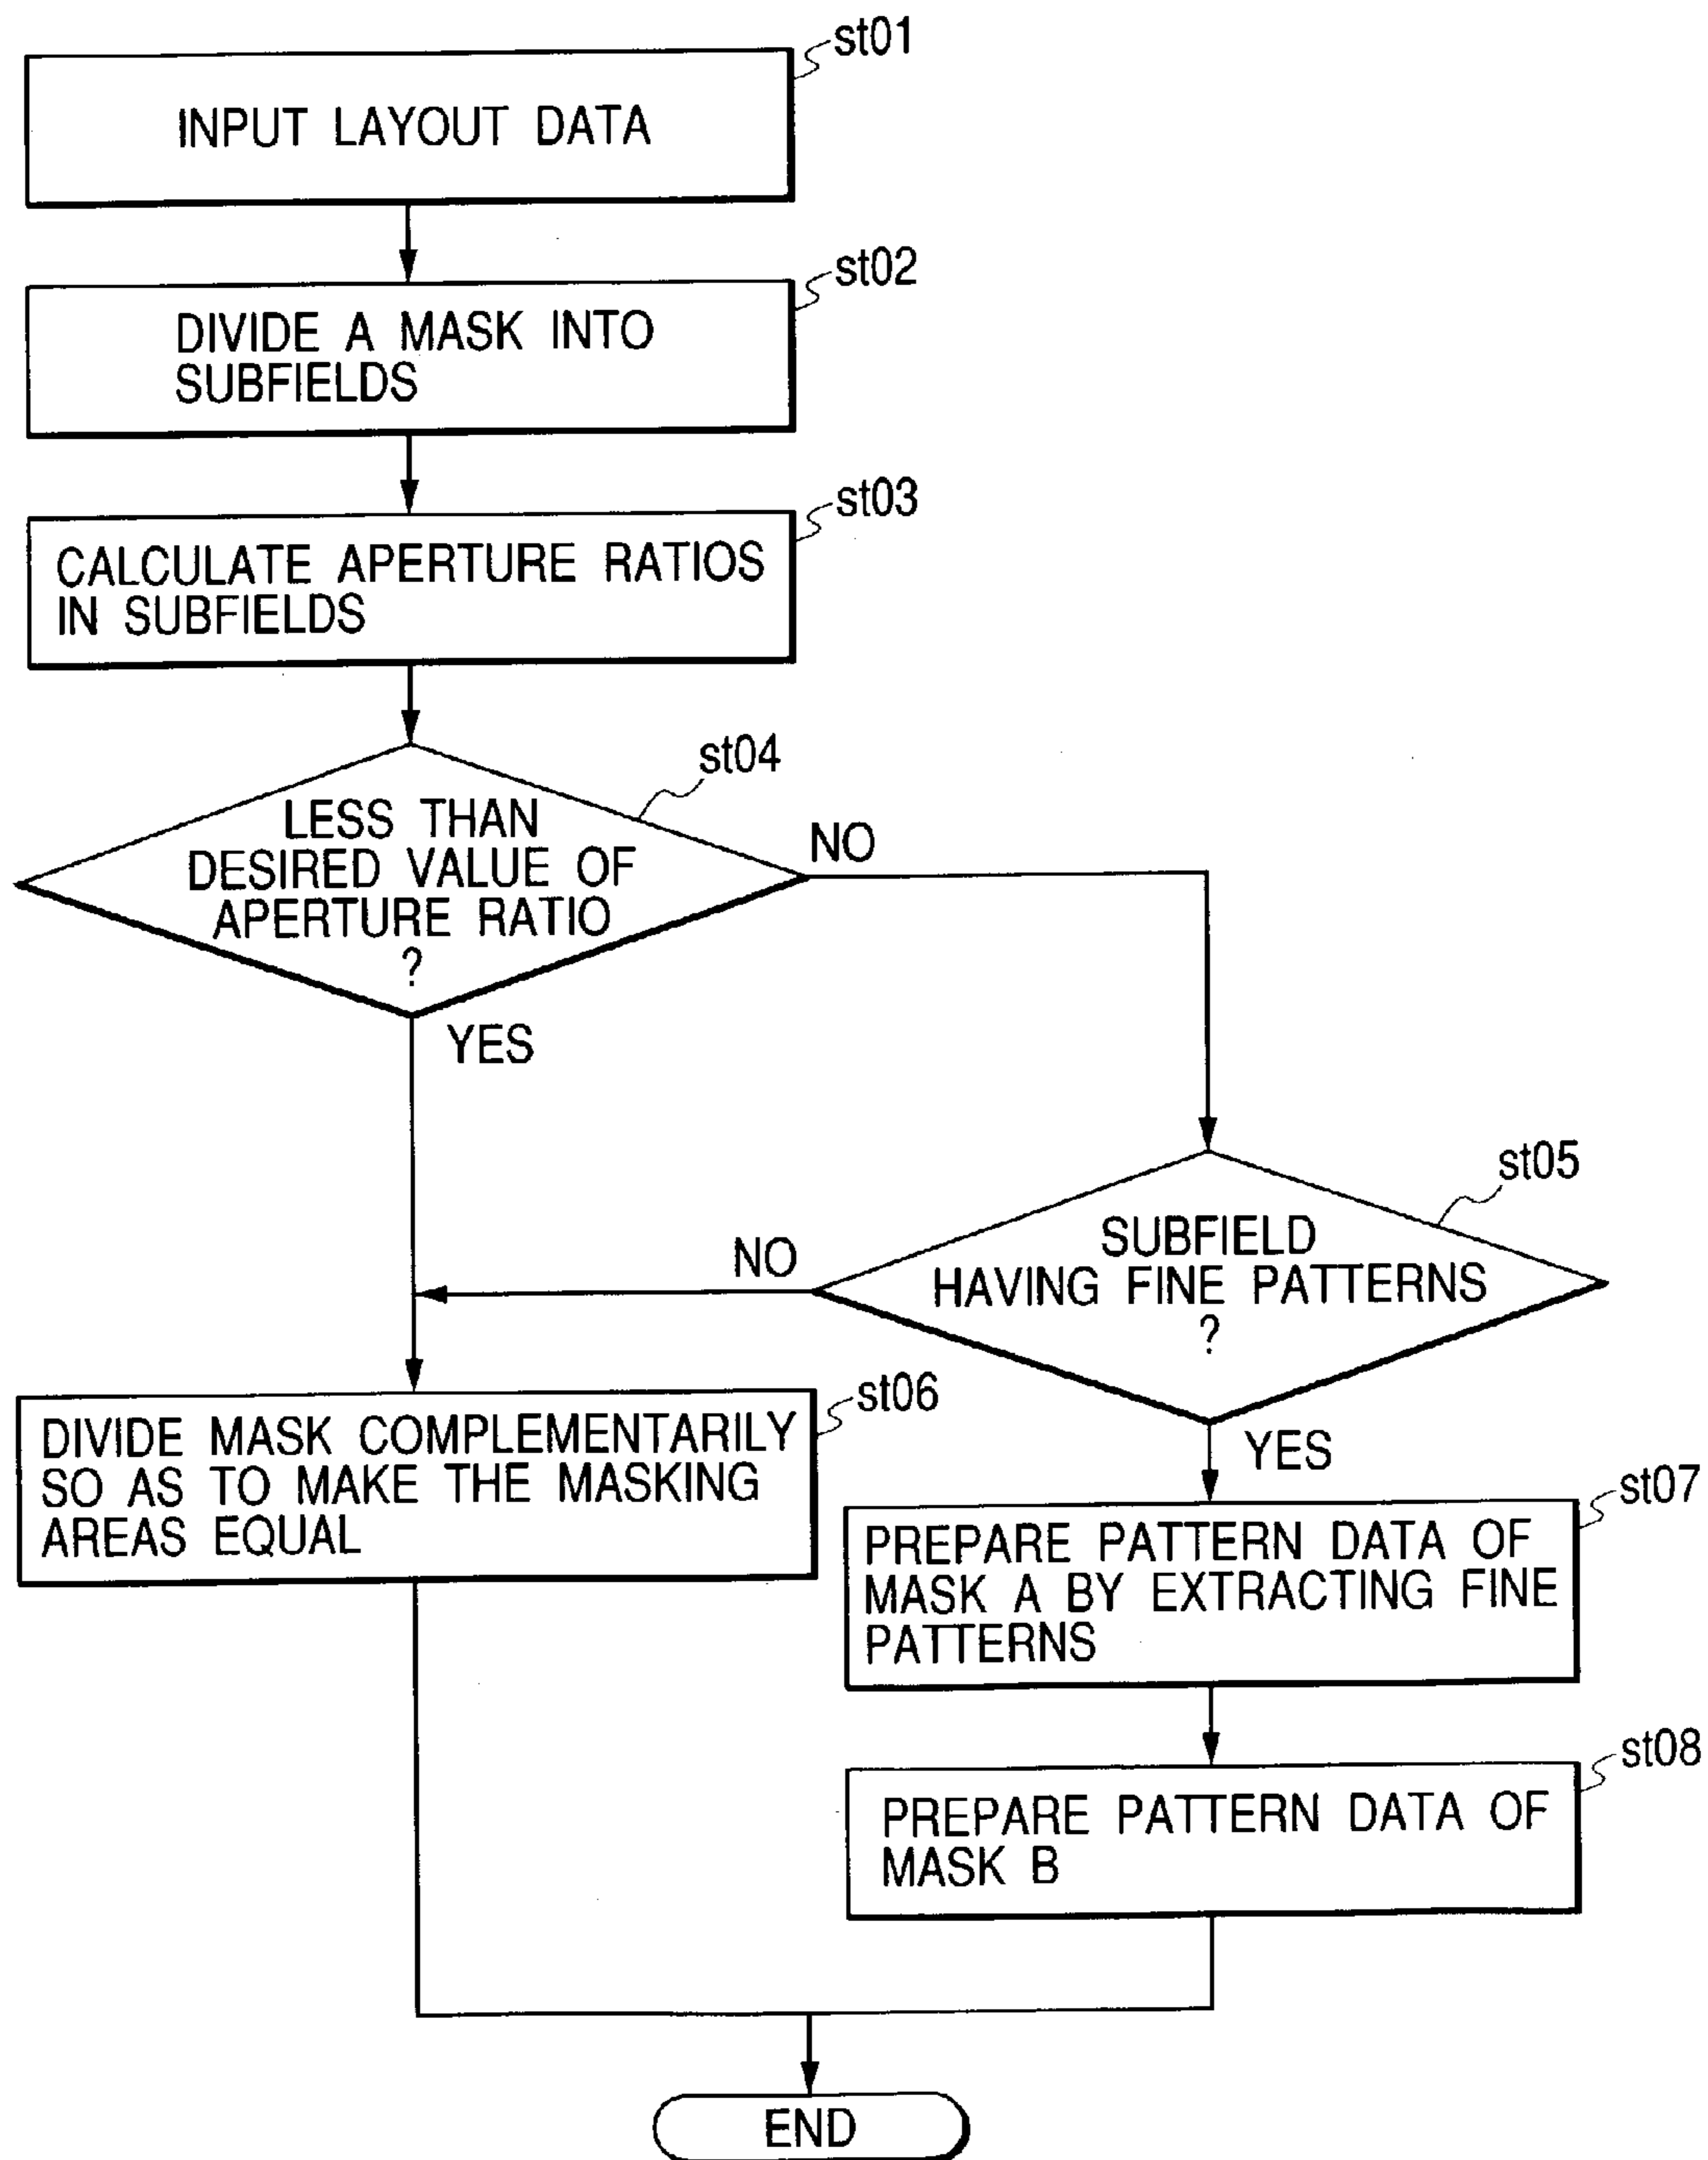 st01
INPUT LAYOUT DATA
st02
DIVIDE A MASK INTO
SUBFIELDS
st03
CALCULATE APERTURE RATIOS
IN SUBFIELDS
st04
LESS THAN
DESIRED VALUE OF
APERTURE RATIO
?
NO
YES
st05
SUBFIELD
HAVING FINE PATTERNS
?
NO
YES
st06
DIVIDE MASK COMPLEMENTARILY
SO AS TO MAKE THE MASKING
AREAS EQUAL
st07
PREPARE PATTERN DATA OF
MASK A BY EXTRACTING FINE
PATTERNS
st08
PREPARE PATTERN DATA OF
MASK B
END